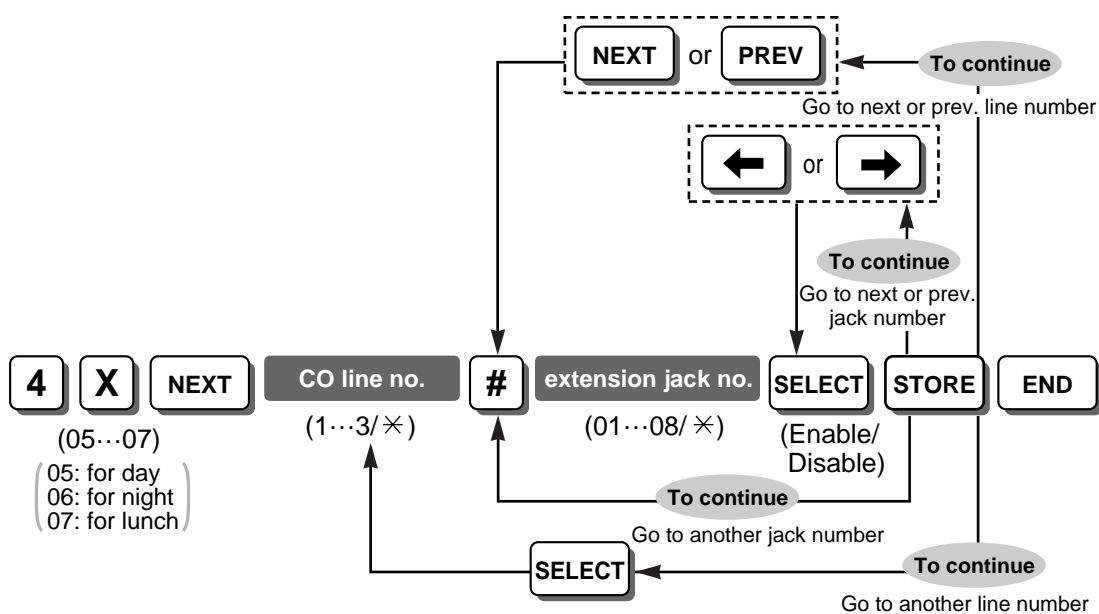 NEXT or PREV
To continue
Go to next or prev. line number
← or →
To continue
Go to next or prev.
jack number
4 X NEXT CO line no. # extension jack no. SELECT STORE END
(05⋯07)
(1⋯3/✳)
(01⋯08/✳)
(Enable/
Disable)
05: for day
06: for night
07: for lunch
To continue
Go to another jack number
SELECT
To continue
Go to another line number